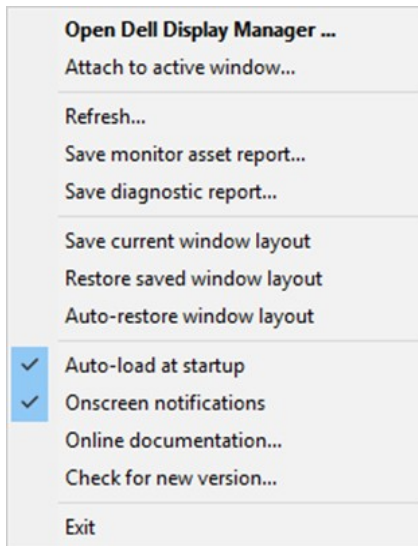 Open Dell Display Manager ...
Attach to active window...
Refresh...
Save monitor asset report...
Save diagnostic report...
Save current window layout
Restore saved window layout
Auto-restore window layout
Auto-load at startup
Onscreen notifications
Online documentation...
Check for new version...
Exit